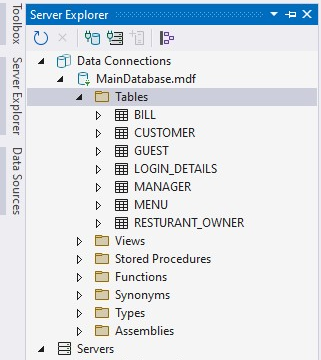 Toolbox
Server Explorer
Data Sources
Server Explorer
Data Connections
MainDatabase.mdf
Tables
BILL
CUSTOMER
GUEST
LOGIN_DETAILS
MANAGER
MENU
RESTURANT_OWNER
Views
Stored Procedures
Functions
Synonyms
Types
Assemblies
Servers